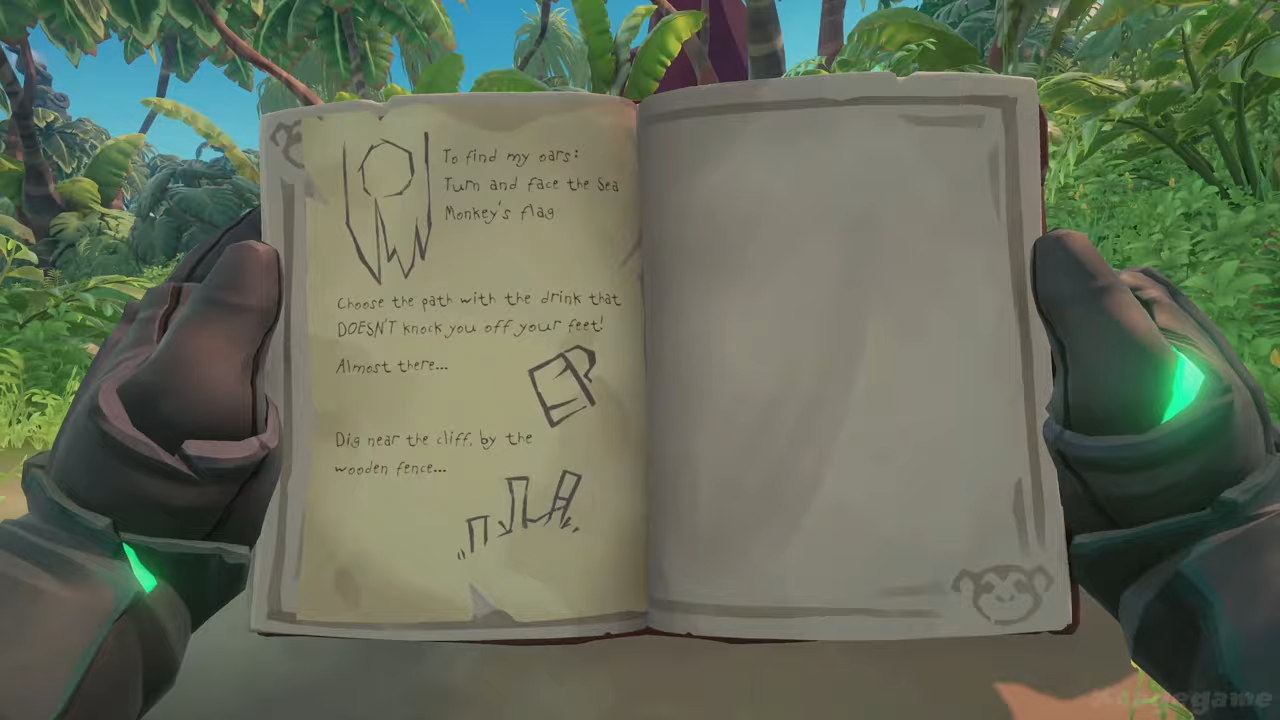 To find my oars:
Turn and face the Sea
Monkey's flag
Choose the path with the drink that
DOESN'T knock you off your feet!
Almost there...
Dig near the cliff, by the
wooden fence...